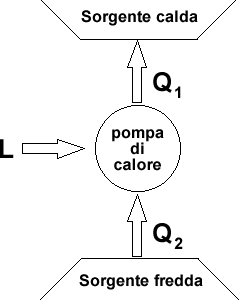 Sorgente calda
Q1
L
pompa
di
calore
Q2
Sorgente fredda